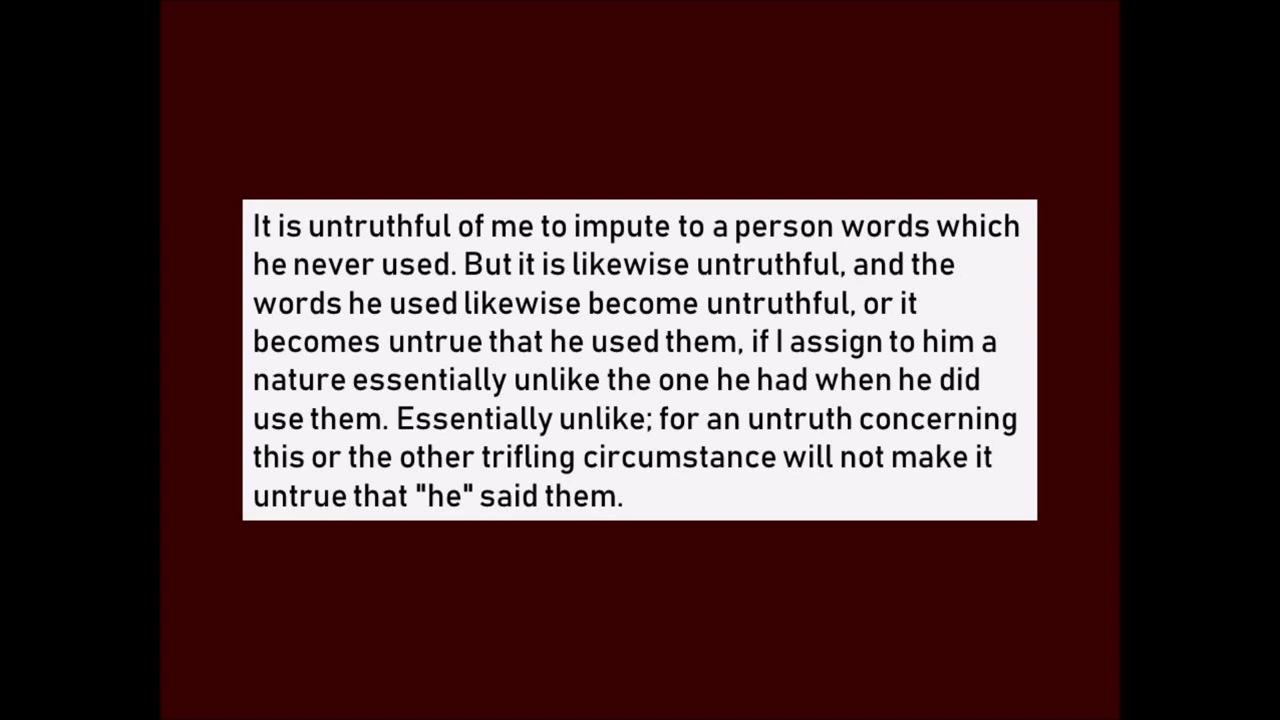 It is untruthful of me to impute to a person words which
he never used. But it is likewise untruthful, and the
words he used likewise become untruthful, or it
becomes untrue that he used them, if I assign to him a
nature essentially unlike the one he had when he did
use them. Essentially unlike; for an untruth concerning
this or the other trifling circumstance will not make it
untrue that "he" said them.